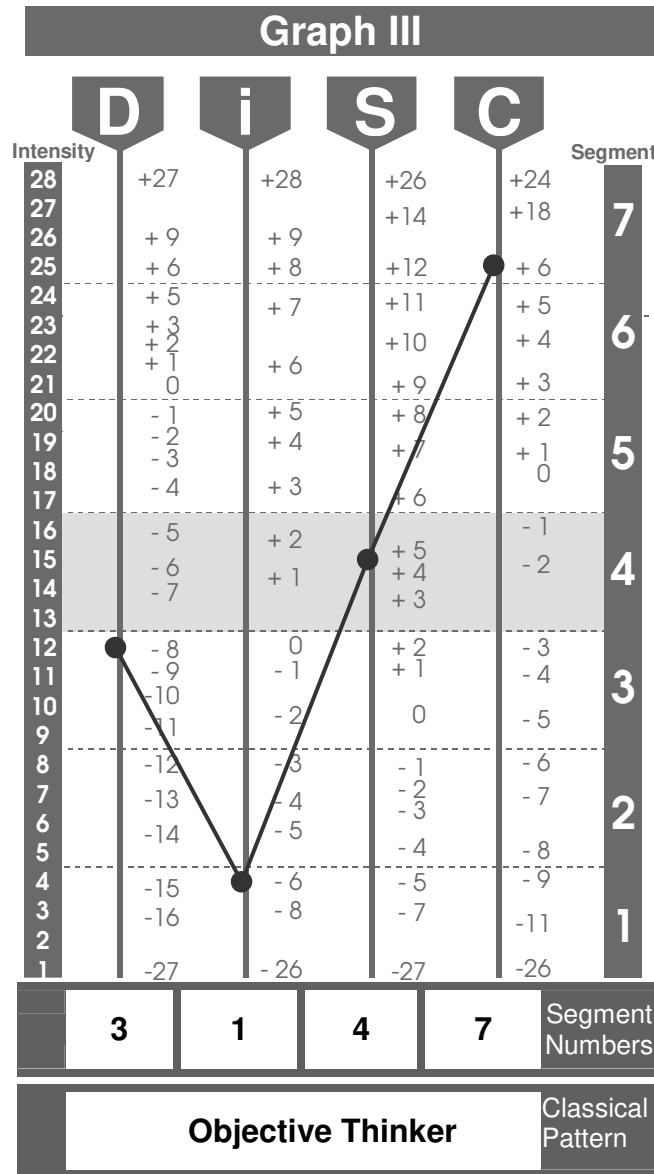 Graph III
D i S C
Intensity Segment
28 +27 +28 +26 +24
27 +14 +18 7
26 + 9 + 9
25 + 6 + 8 +12 + 6
24 + 5 + 7 +11 + 5
23 + 3 6
+ 2 +10 + 4
22 + 1 + 6
21 0 + 9 + 3
20 - 1 + 5 + 8 + 2
19 - 2 + 4 + 7 + 1 5
18 - 3 0
17 - 4 + 3 + 6
16 - 5 + 2 - 1
15 - 6 + 5 - 2 4
14 - 7 + 1 + 4
13 + 3
12 - 8 0 + 2 - 3
11 - 9 - 1 + 1 - 4 3
10 -10 - 2 0 - 5
9 -11
8 -12 -3 - 1 - 6
7 -13 - 4 - 2 - 7 2
6 -14 - 5 - 3
5 - 4 - 8
4 -15 - 6 - 5 - 9
3 -16 - 8 - 7 -11 1
2
1 -27 - 26 -27 -26
3 1 4 7 Segment
Numbers
Objective Thinker Classical
Pattern